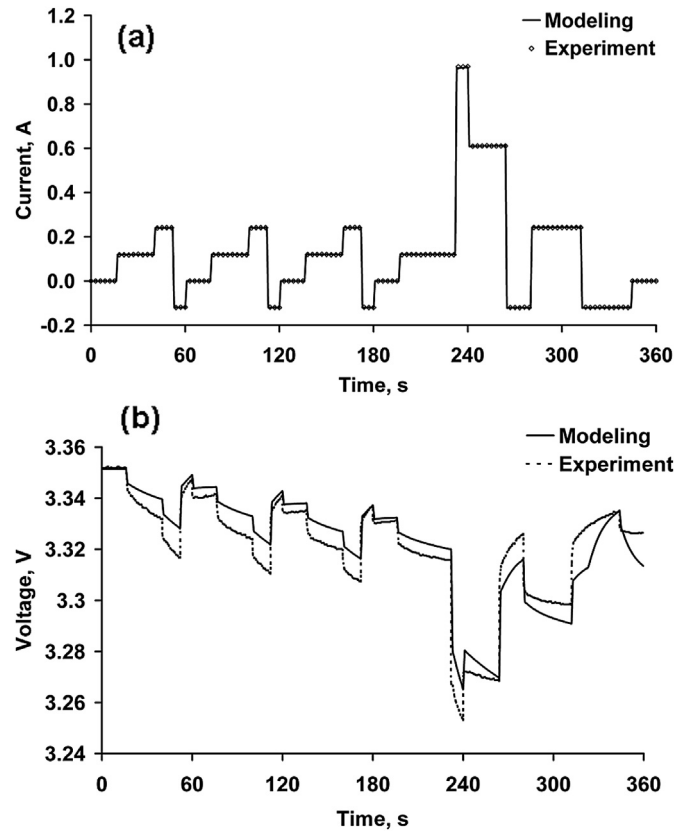 (a)
Modeling
Experiment
1.2
1.0
0.8
0.6
0.4
0.2
0.0
-0.2
Current, A
0 60 120 180 240 300 360
Time, s
(b)
Modeling
Experiment
3.36
3.34
3.32
3.3
3.28
3.26
3.24
Voltage, V
0 60 120 180 240 300 360
Time, s